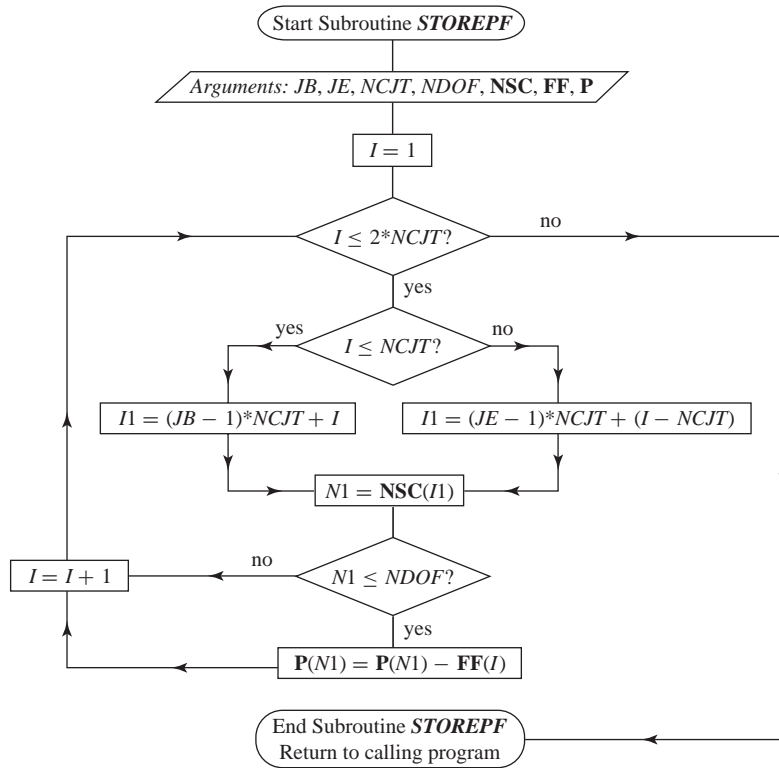 Start Subroutine STOREPF
Arguments: JB, JE, NCJT, NDOF, NSC, FF, P
I = 1
I ≤ 2*NCJT?
no
yes
yes
I ≤ NCJT?
no
I1 = (JB − 1)*NCJT + I
I1 = (JE − 1)*NCJT + (I − NCJT)
N1 = NSC(I1)
I = I + 1
no
N1 ≤ NDOF?
yes
P(N1) = P(N1) − FF(I)
End Subroutine STOREPF
Return to calling program